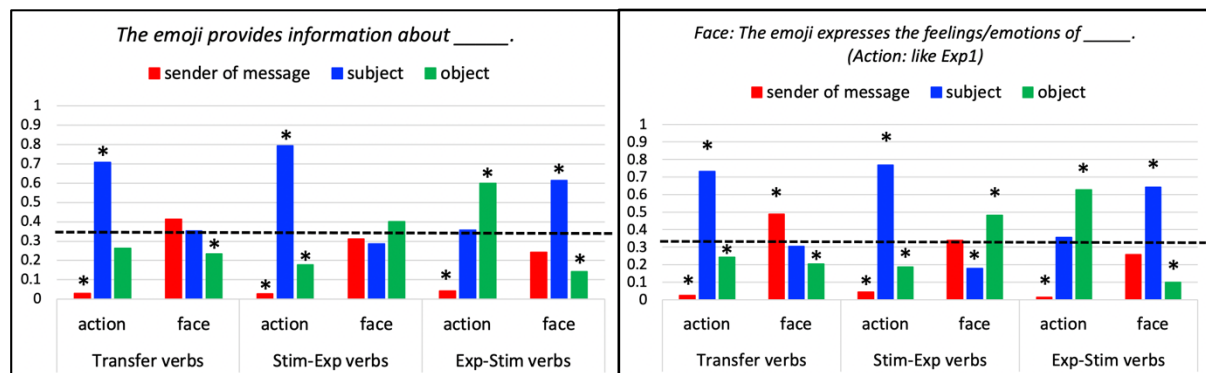 The emoji provides information about _____.
sender of message subject object
1
0.9
0.8
0.7
0.6
0.5
0.4
0.3
0.2
0.1
0
* * * * * * * * *
action face action face action face
Transfer verbs Stim-Exp verbs Exp-Stim verbs
Face: The emoji expresses the feelings/emotions of _____.
(Action: like Exp1)
sender of message subject object
1
0.9
0.8
0.7
0.6
0.5
0.4
0.3
0.2
0.1
0
* * * * * * * * * * * * * *
action face action face action face
Transfer verbs Stim-Exp verbs Exp-Stim verbs